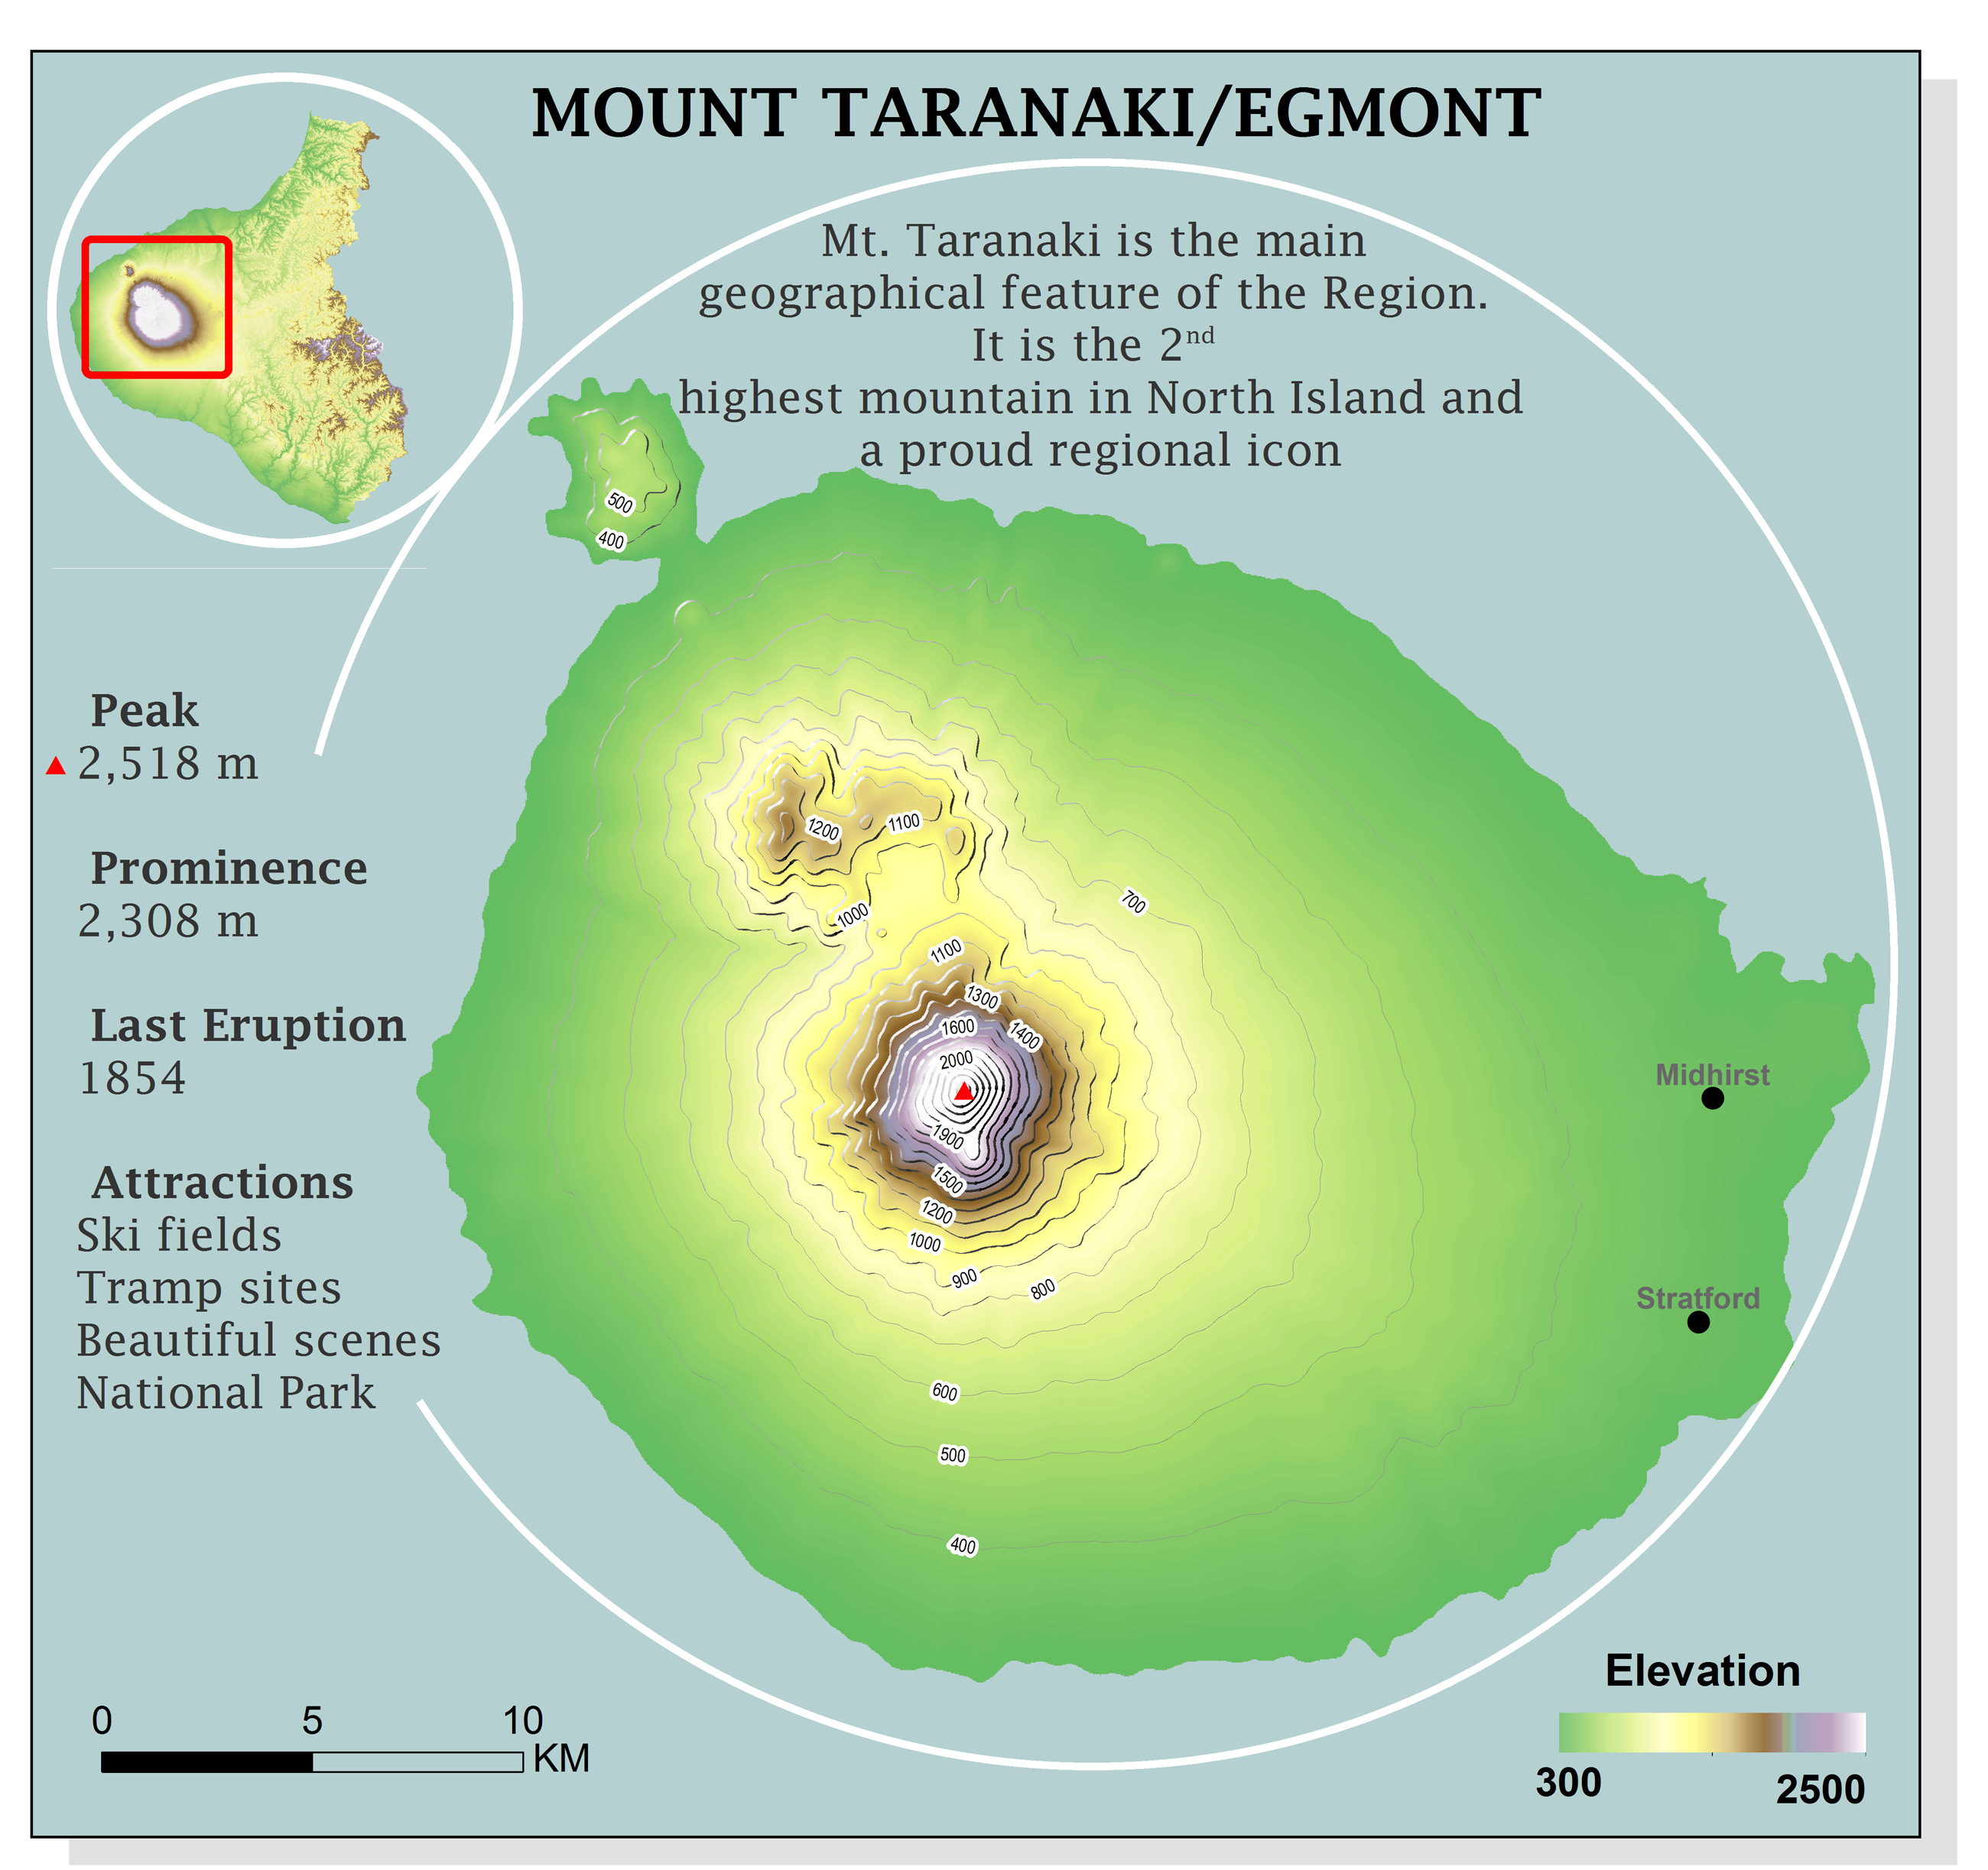 MOUNT TARANAKI/EGMONT
Mt. Taranaki is the main
geographical feature of the Region.
It is the 2nd
highest mountain in North Island and
a proud regional icon
500
400
Peak
2,518 m
Prominence
2,308 m
Last Eruption
1854
Attractions
Ski fields
Tramp sites
Beautiful scenes
National Park
1200
1100
700
1000
1100
1300
1600
1400
2000
1900
1500
1200
1000
900
800
600
500
400
Midhirst
Stratford
0 5 10
KM
Elevation
300 2500